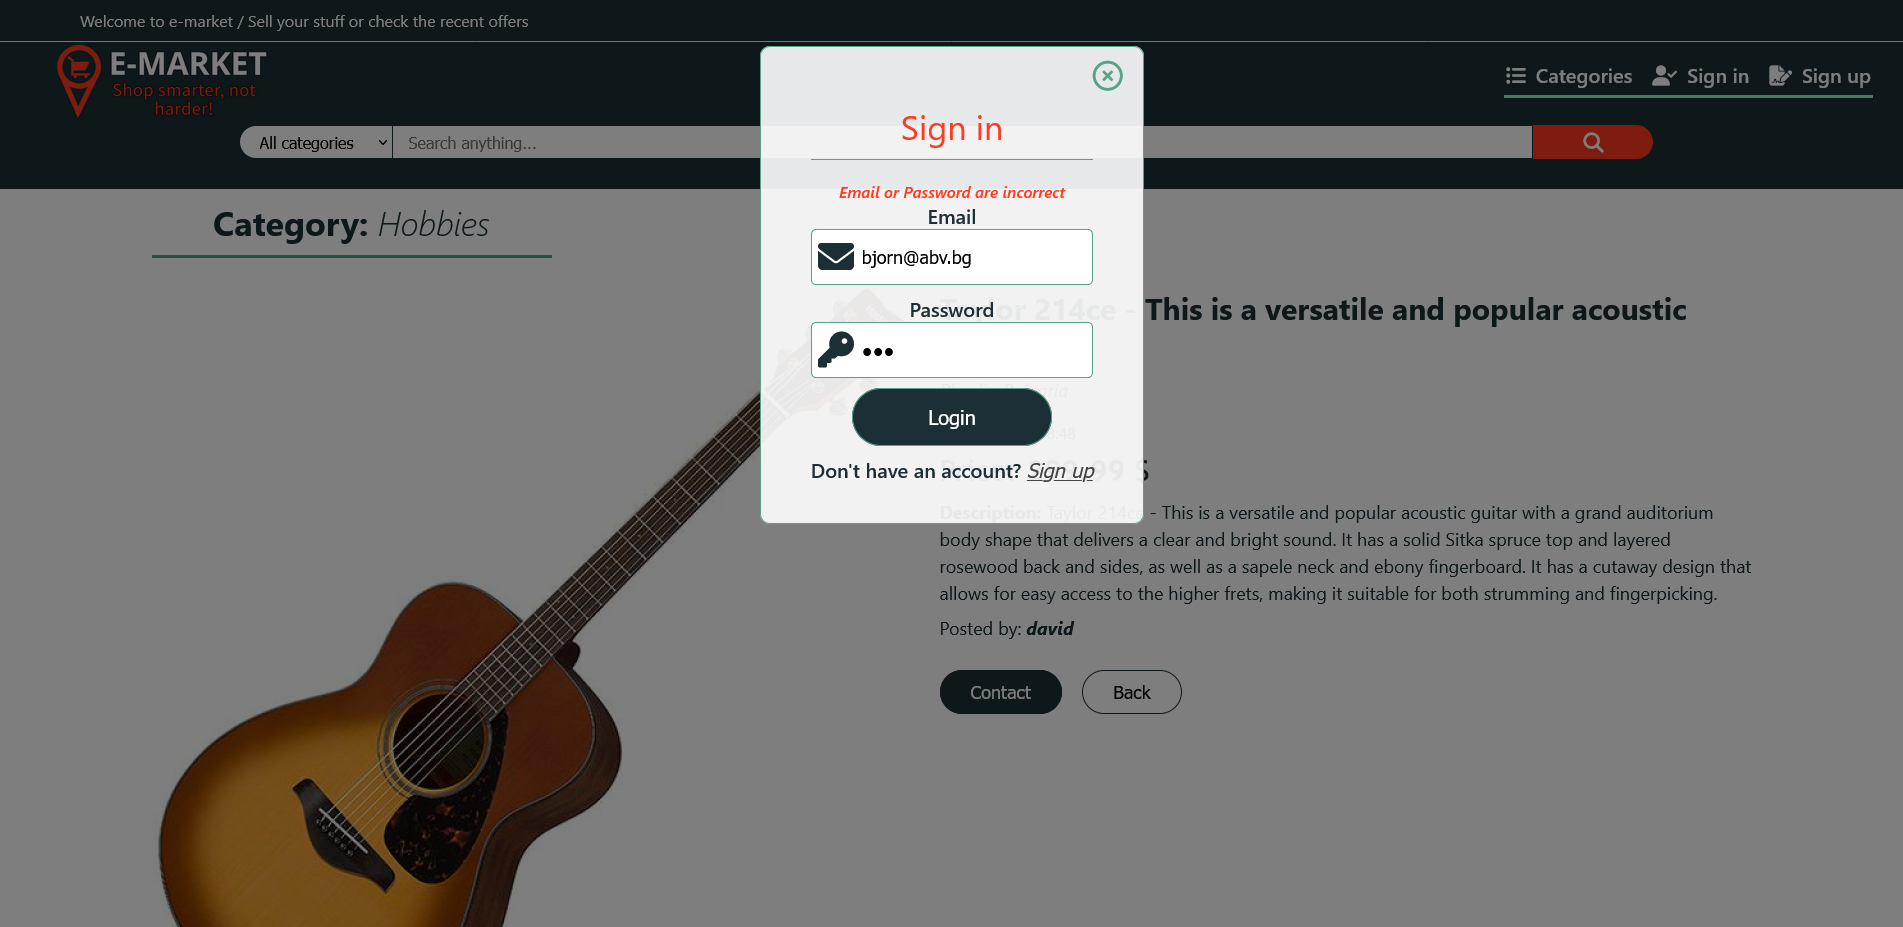 Welcome to e-market / Sell your stuff or check the recent offers
E-MARKET
Shop smarter, not
harder!
Categories
Sign in
Sign up
All categories
Search anything...
Sign in
Email or Password are incorrect
Email
bjorn@abv.bg
Password
Login
Don't have an account? Sign up
Category: Hobbies
Taylor 214ce - This is a versatile and popular acoustic
99 $
Description: Taylor 214ce - This is a versatile and popular acoustic guitar with a grand auditorium
body shape that delivers a clear and bright sound. It has a solid Sitka spruce top and layered
rosewood back and sides, as well as a sapele neck and ebony fingerboard. It has a cutaway design that
allows for easy access to the higher frets, making it suitable for both strumming and fingerpicking.
Posted by: david
Contact
Back